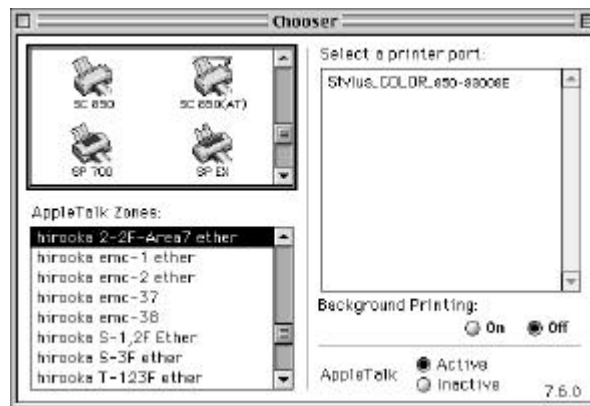 Chooser
SC 850
SC 850(AT)
SP 700
SP EX
Select a printer port:
AppleTalk Zones:
hirooka 2-2F-Area7 ether
hirooka emc-1 ether
hirooka emc-2 ether
hirooka emc-37
hirooka emc-38
hirooka S-1,2F Ether
hirooka S-3F ether
hirooka T-123F ether
Background Printing:
On
Off
AppleTalk
Active
Inactive
7.6.0